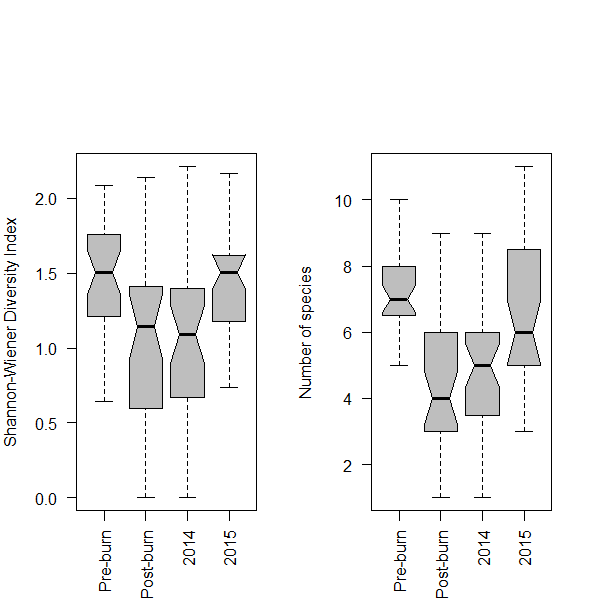 Shannon-Wiener Diversity Index
2.0
1.5
1.0
0.5
0.0
Pre-burn
Post-burn
2014
2015
Number of species
10
8
6
4
2
Pre-burn
Post-burn
2014
2015